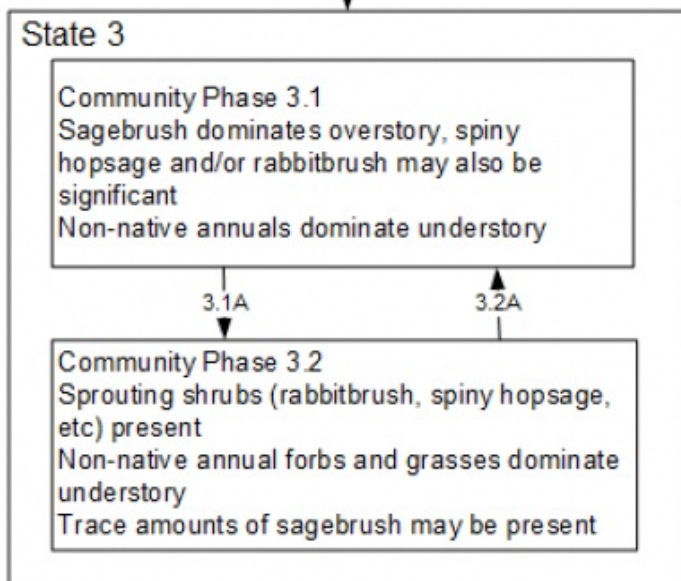 State 3
Community Phase 3.1
Sagebrush dominates overstory, spiny
hopsage and/or rabbitbrush may also be
significant
Non-native annuals dominate understory
3.1A
3.2A
Community Phase 3.2
Sprouting shrubs (rabbitbrush, spiny hopsage,
etc) present
Non-native annual forbs and grasses dominate
understory
Trace amounts of sagebrush may be present